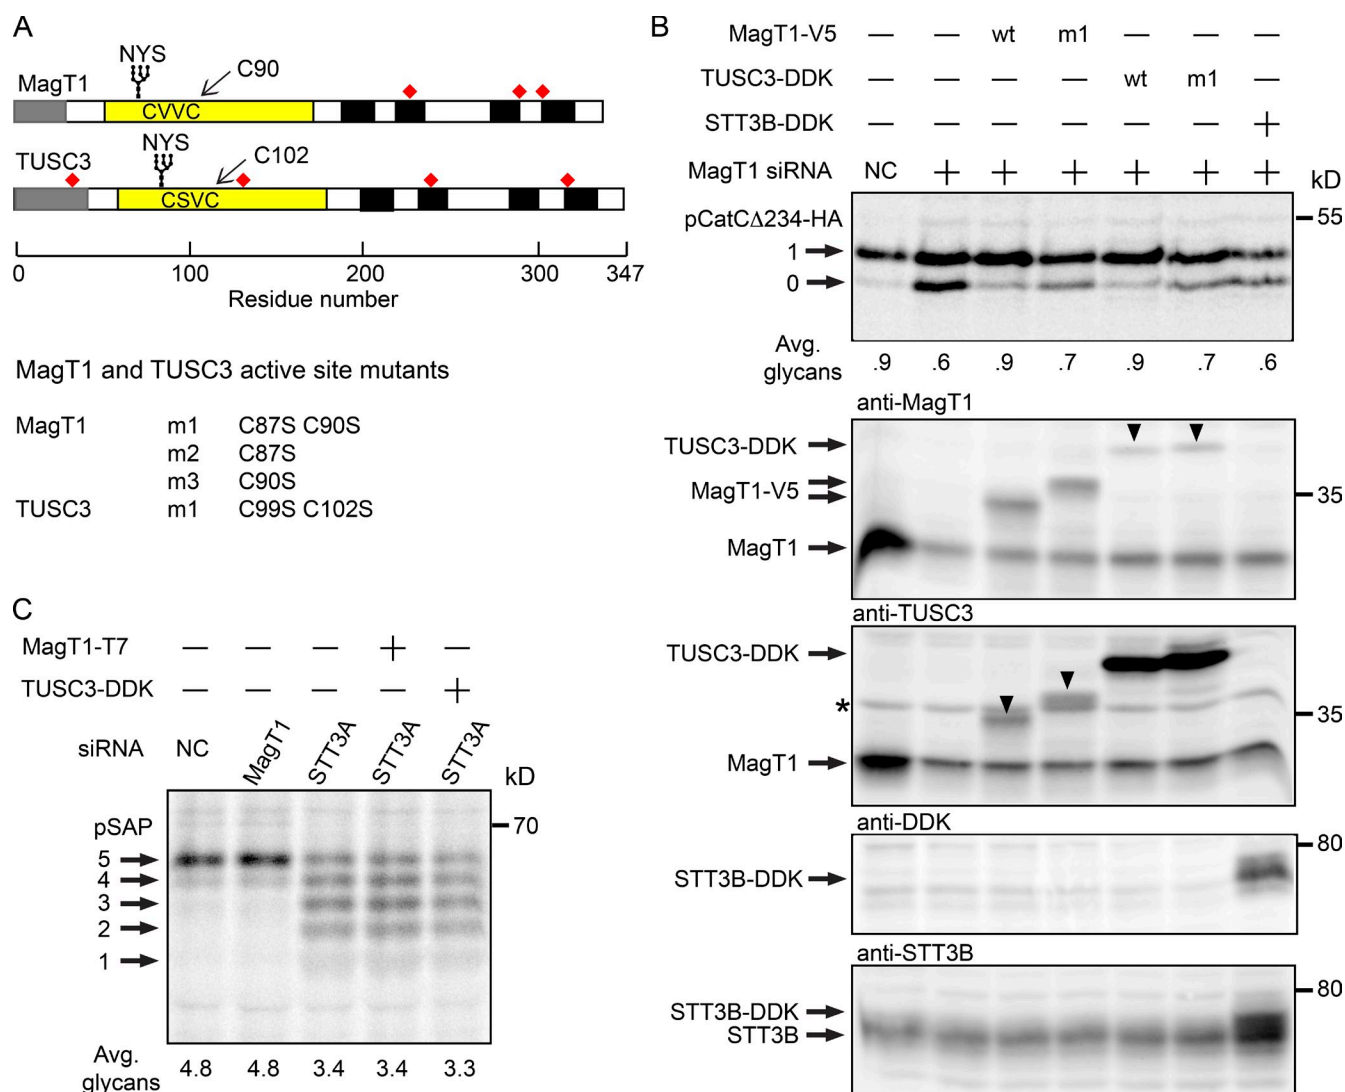 A
NYS
C90
MagT1
CVVC
NYS
C102
TUSC3
CSVC
0 100 200 300 347
Residue number
MagT1 and TUSC3 active site mutants
MagT1 m1 C87S C90S
m2 C87S
m3 C90S
TUSC3 m1 C99S C102S
B
MagT1-V5 — — wt m1 — — —
TUSC3-DDK — — — — wt m1 —
STT3B-DDK — — — — — — +
MagT1 siRNA NC + + + + + +
kD
pCatCΔ234-HA
55
1
0
Avg.
glycans .9 .6 .9 .7 .9 .7 .6
anti-MagT1
TUSC3-DDK
MagT1-V5
35
MagT1
anti-TUSC3
TUSC3-DDK
*
35
MagT1
anti-DDK
80
STT3B-DDK
anti-STT3B
80
STT3B-DDK
STT3B
C
MagT1-T7 — — — + —
TUSC3-DDK — — — — +
siRNA NC MagT1 STT3A STT3A STT3A
kD
pSAP
70
5
4
3
2
1
Avg.
glycans 4.8 4.8 3.4 3.4 3.3